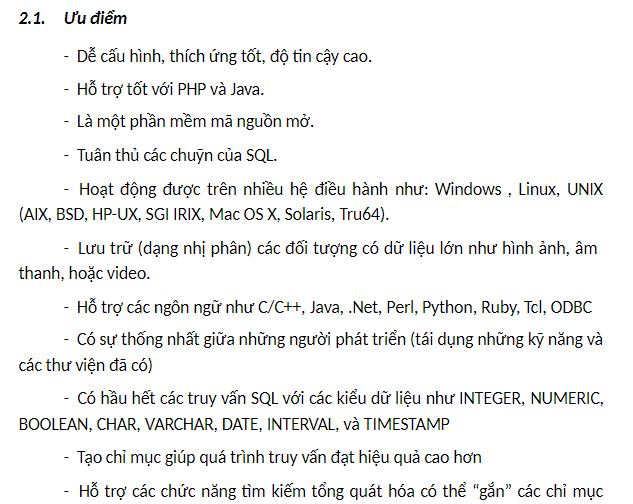 2.1. Ưu điểm
- Dễ cấu hình, thích ứng tốt, độ tin cậy cao.
- Hỗ trợ tốt với PHP và Java.
- Là một phần mềm mã nguồn mở.
- Tuân thủ các chuỹn của SQL.
- Hoạt động được trên nhiều hệ điều hành như: Windows , Linux, UNIX
(AIX, BSD, HP-UX, SGI IRIX, Mac OS X, Solaris, Tru64).
- Lưu trữ (dạng nhị phân) các đối tượng có dữ liệu lớn như hình ảnh, âm
thanh, hoặc video.
- Hỗ trợ các ngôn ngữ như C/C++, Java, .Net, Perl, Python, Ruby, Tcl, ODBC
- Có sự thống nhất giữa những người phát triển (tái dụng những kỹ năng và
các thư viện đã có)
- Có hầu hết các truy vấn SQL với các kiểu dữ liệu như INTEGER, NUMERIC,
BOOLEAN, CHAR, VARCHAR, DATE, INTERVAL, và TIMESTAMP
- Tạo chỉ mục giúp quá trình truy vấn đạt hiệu quả cao hơn
- Hỗ trợ các chức năng tìm kiếm tổng quát hóa có thể “gắn” các chỉ mục